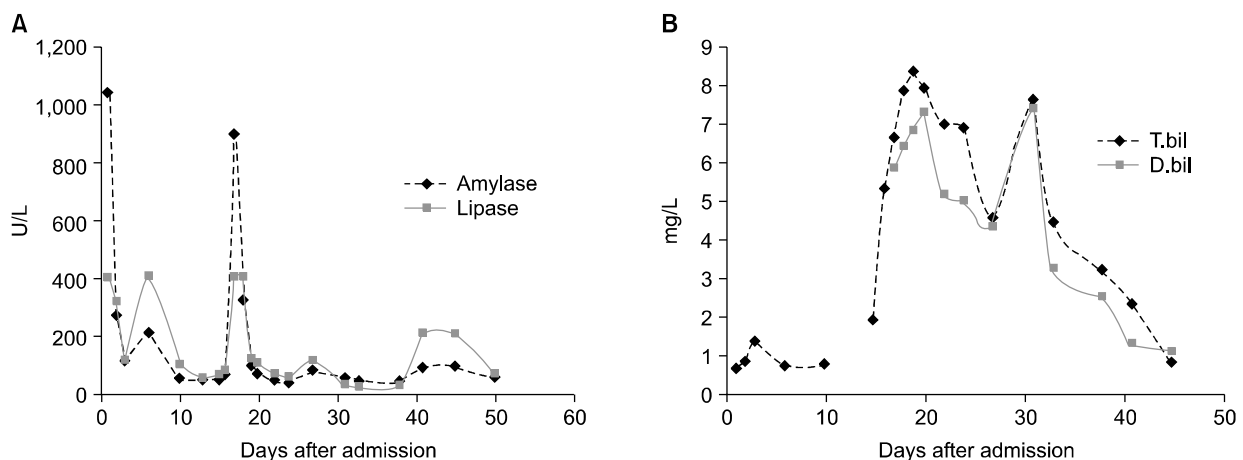 A
1,200
1,000
800
600
400
200
0
U/L
0 10 20 30 40 50 60
Days after admission
Amylase
Lipase
B
9
8
7
6
5
4
3
2
1
0
mg/L
0 10 20 30 40 50
Days after admission
T.bil
D.bil